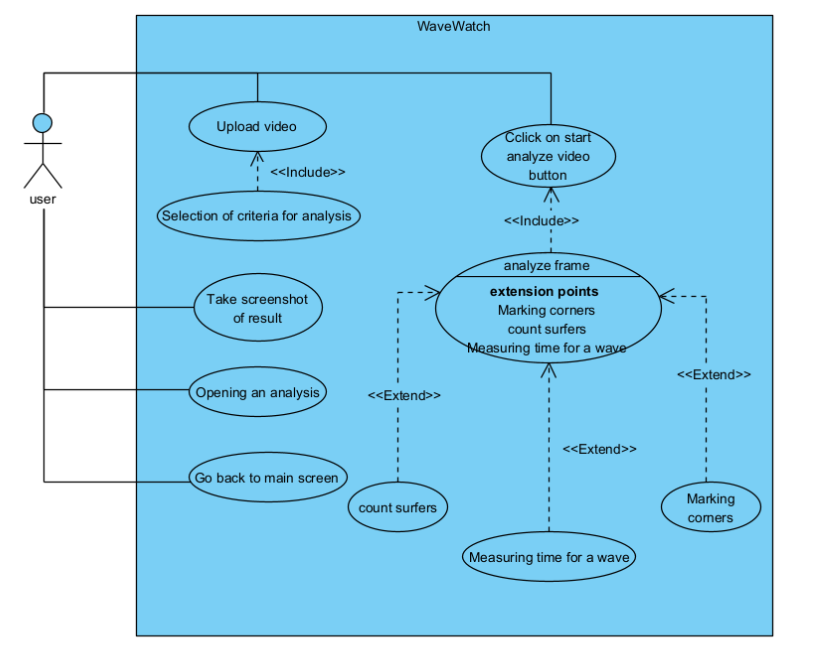 WaveWatch
Upload video
<<Include>>
Selection of criteria for analysis
Cclick on start
analyze video
button
<<Include>>
user
analyze frame
extension points
Marking corners
count surfers
Measuring time for a wave
Take screenshot
of result
Opening an analysis
Go back to main screen
<<Extend>>
<<Extend>>
<<Extend>>
count surfers
Measuring time for a wave
Marking
corners